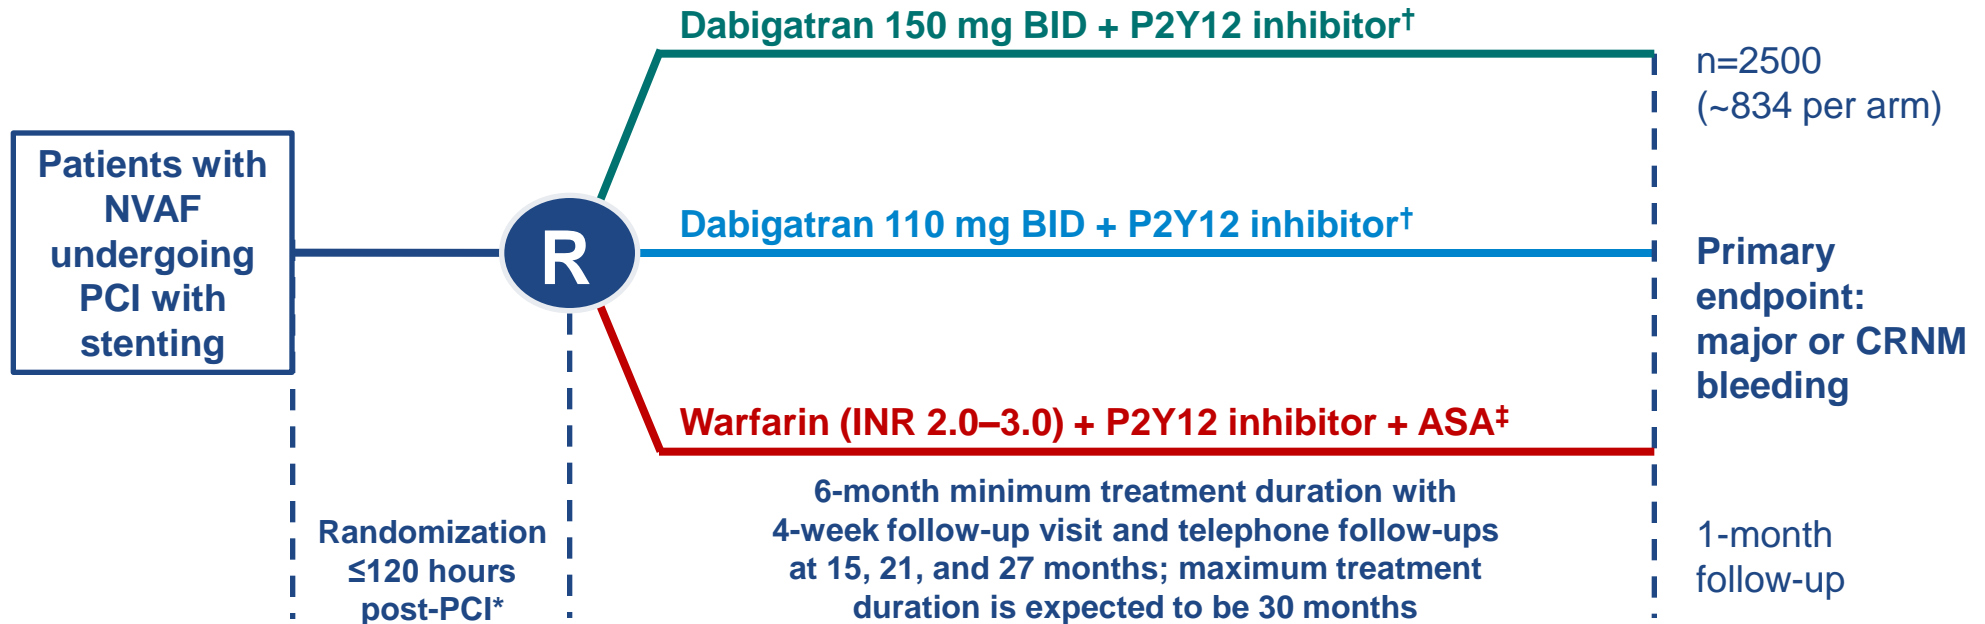 Dabigatran 150 mg BID + P2Y12 inhibitor†
n=2500
(~834 per arm)
Patients with
NVAF
undergoing
PCI with
stenting
R
Dabigatran 110 mg BID + P2Y12 inhibitor†
Primary
endpoint:
major or CRNM
bleeding
Warfarin (INR 2.0–3.0) + P2Y12 inhibitor + ASA‡
Randomization
≤120 hours
post-PCI*
6-month minimum treatment duration with
4-week follow-up visit and telephone follow-ups
at 15, 21, and 27 months; maximum treatment
duration is expected to be 30 months
1-month
follow-up